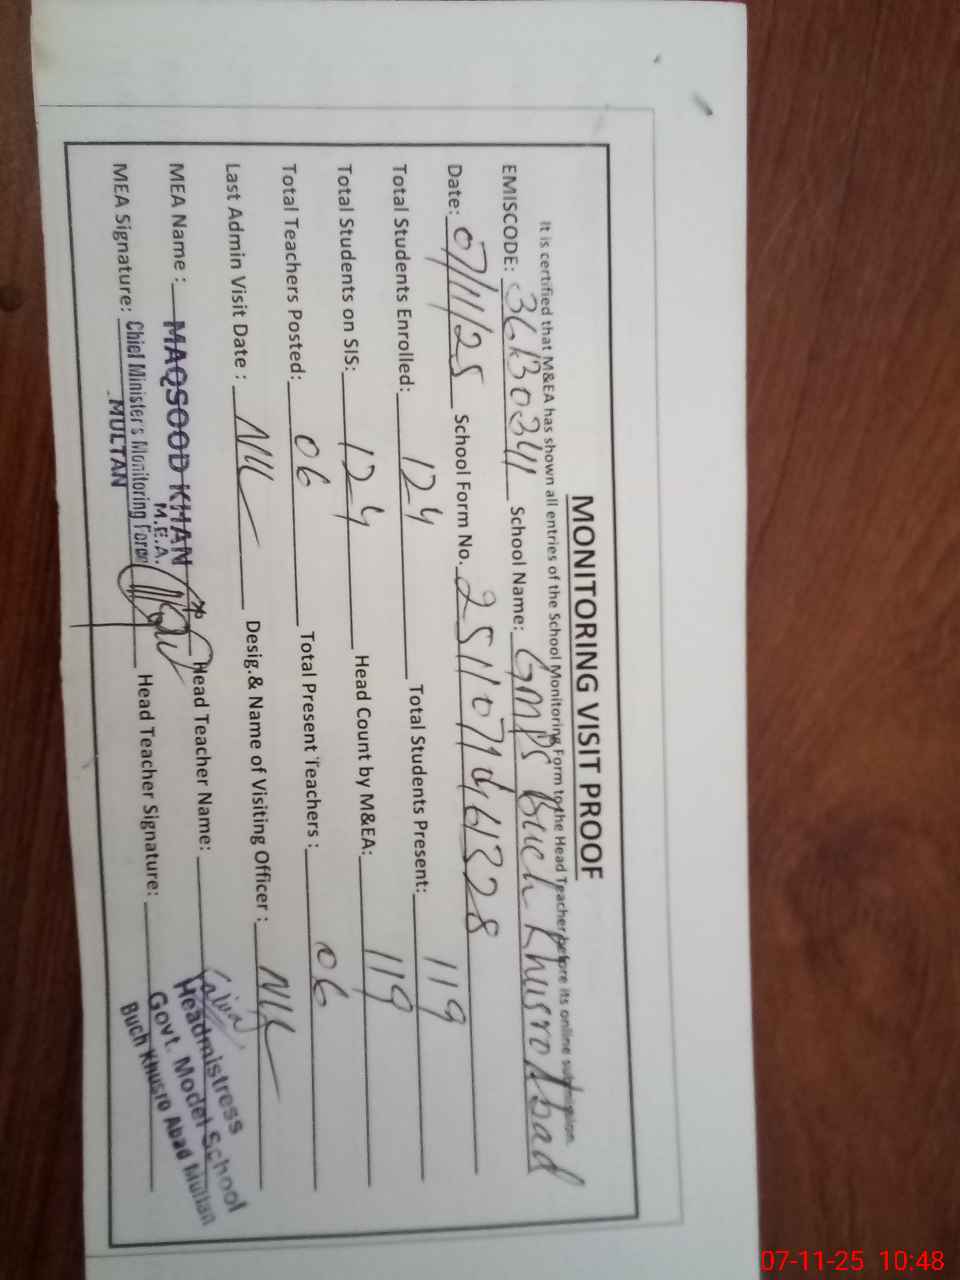 MONITORING VISIT PROOF
It is certified that M&EA has shown all entries of the School Monitoring Form to the Head Teacher before its online submission.
EMISCODE: School Name: GMPS Buch Khusro Abad
Date: 07/11/25 School Form No. 2511071461328
Total Students Enrolled: 124 Total Students Present: 119
Total Students on SIS: 124 Head Count by M&EA: 119
Total Teachers Posted: 06 Total Present Teachers : 06
Last Admin Visit Date : NIL Desig.& Name of Visiting Officer : NIL
MEA Name : MAQSOOD KHAN Head Teacher Name:
M.E.A.
MEA Signature: Chief Minister's Monitoring Force Head Teacher Signature:
MULTAN
Headmistress
Govt. Model School
Buch Khusro Abad Multan
07-11-25 10:48